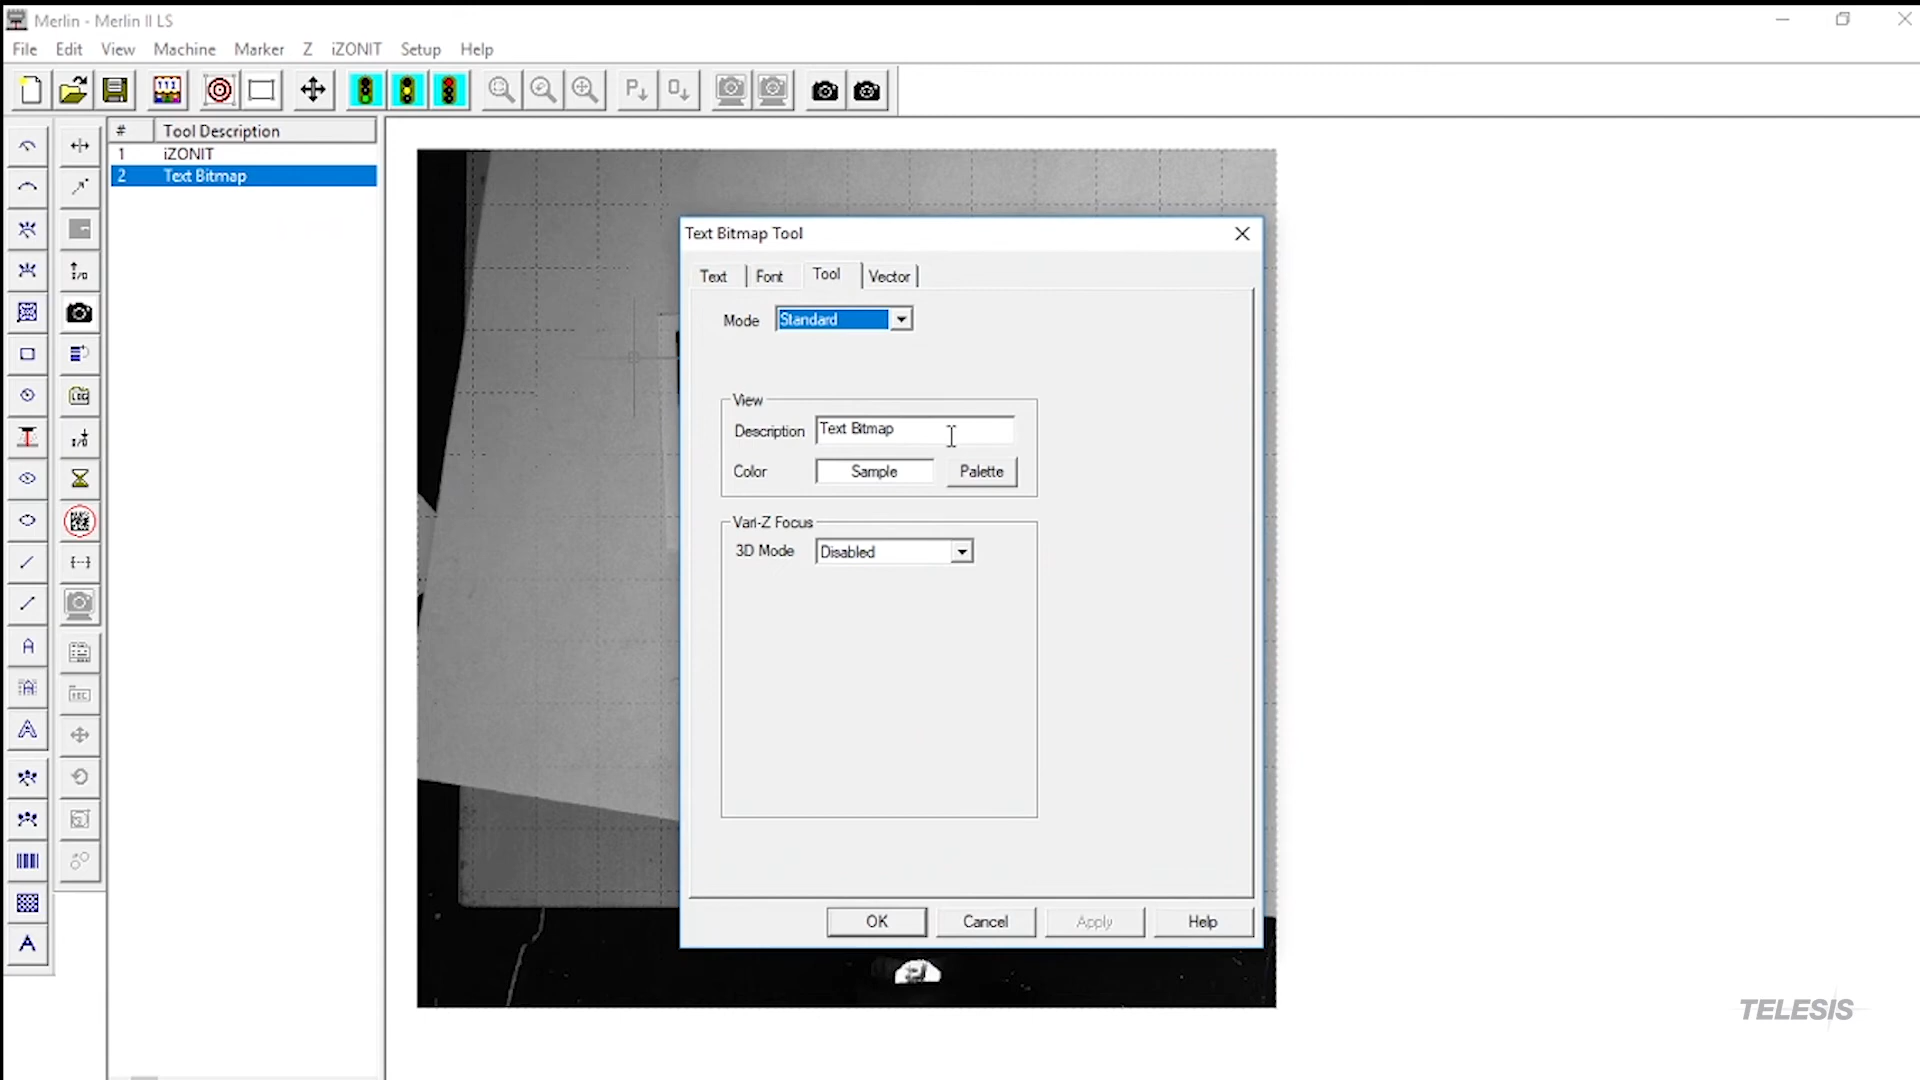 Merlin - Merlin II LS
File Edit View Machine Marker Z iZONIT Setup Help
# Tool Description
1 iZONIT
2 Text Bitmap
Text Bitmap Tool
Text Font Tool Vector
Mode Standard
View
Description Text Bitmap
Color Sample Palette
Vari-Z Focus
3D Mode Disabled
OK Cancel Apply Help
TELESIS